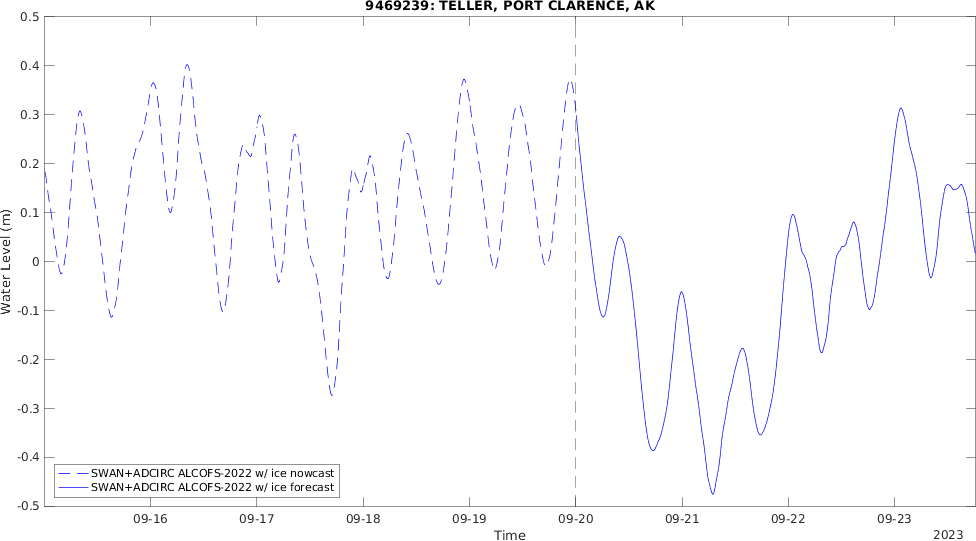 9469239: TELLER, PORT CLARENCE, AK
0.5
0.4
0.3
0.2
0.1
0
-0.1
-0.2
-0.3
-0.4
-0.5
Water Level (m)
SWAN+ADCIRC ALCOFS-2022 w/ ice nowcast
SWAN+ADCIRC ALCOFS-2022 w/ ice forecast
09-16 09-17 09-18 09-19 09-20 09-21 09-22 09-23
Time
2023